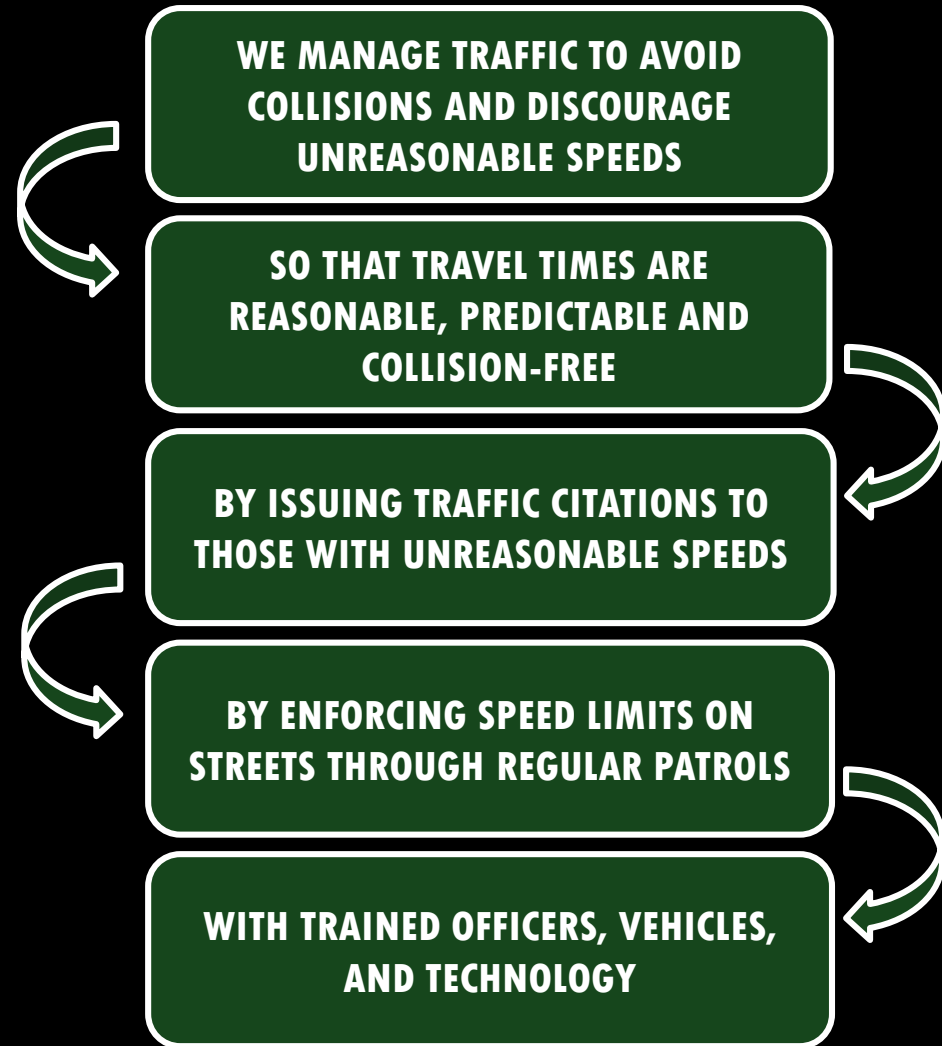 WE MANAGE TRAFFIC TO AVOID
COLLISIONS AND DISCOURAGE
UNREASONABLE SPEEDS
SO THAT TRAVEL TIMES ARE
REASONABLE, PREDICTABLE AND
COLLISION-FREE
BY ISSUING TRAFFIC CITATIONS TO
THOSE WITH UNREASONABLE SPEEDS
BY ENFORCING SPEED LIMITS ON
STREETS THROUGH REGULAR PATROLS
WITH TRAINED OFFICERS, VEHICLES,
AND TECHNOLOGY